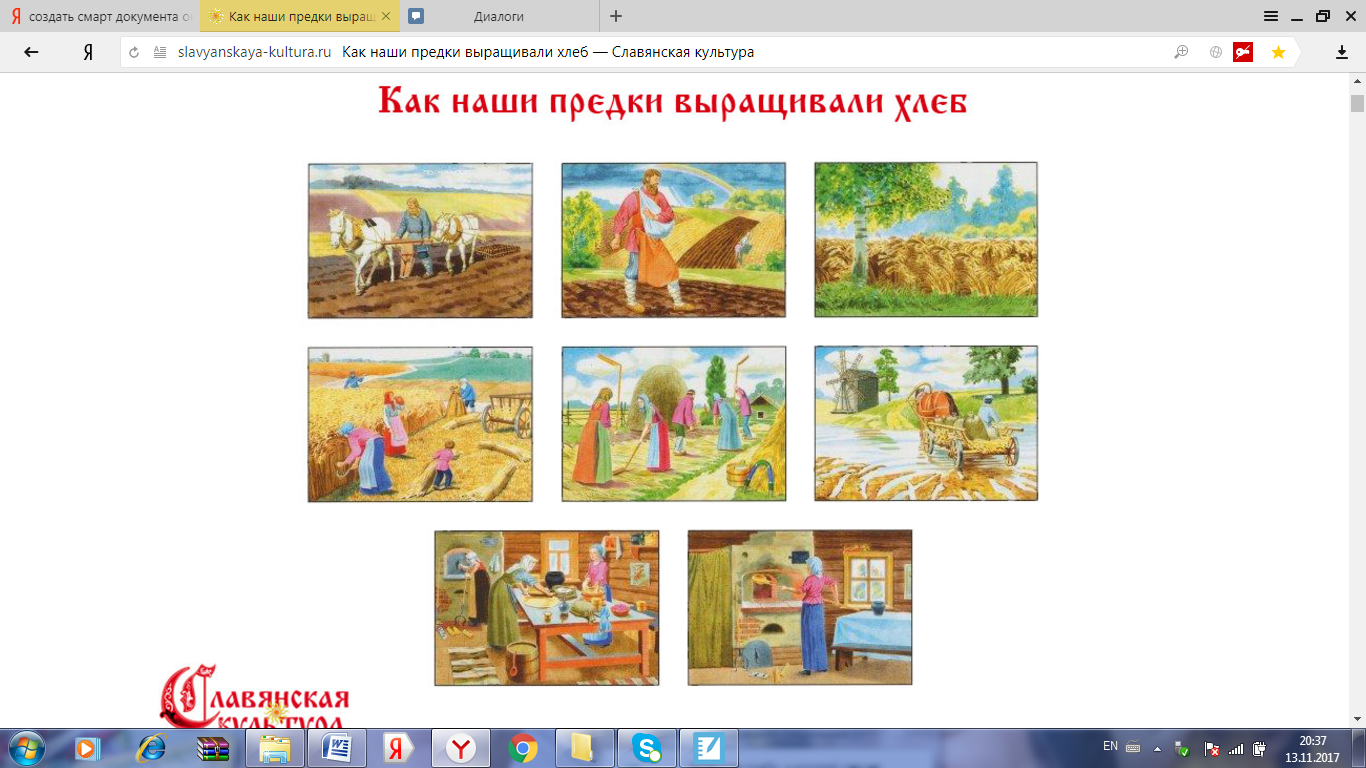 создать смарт документа о
Как наши предки выращ
Диалоги
slavyanskaya-kultura.ru Как наши предки выращивали хлеб — Славянская культура
Как наши предки выращивали хлеб
Славянская
культура
EN
20:37
13.11.2017